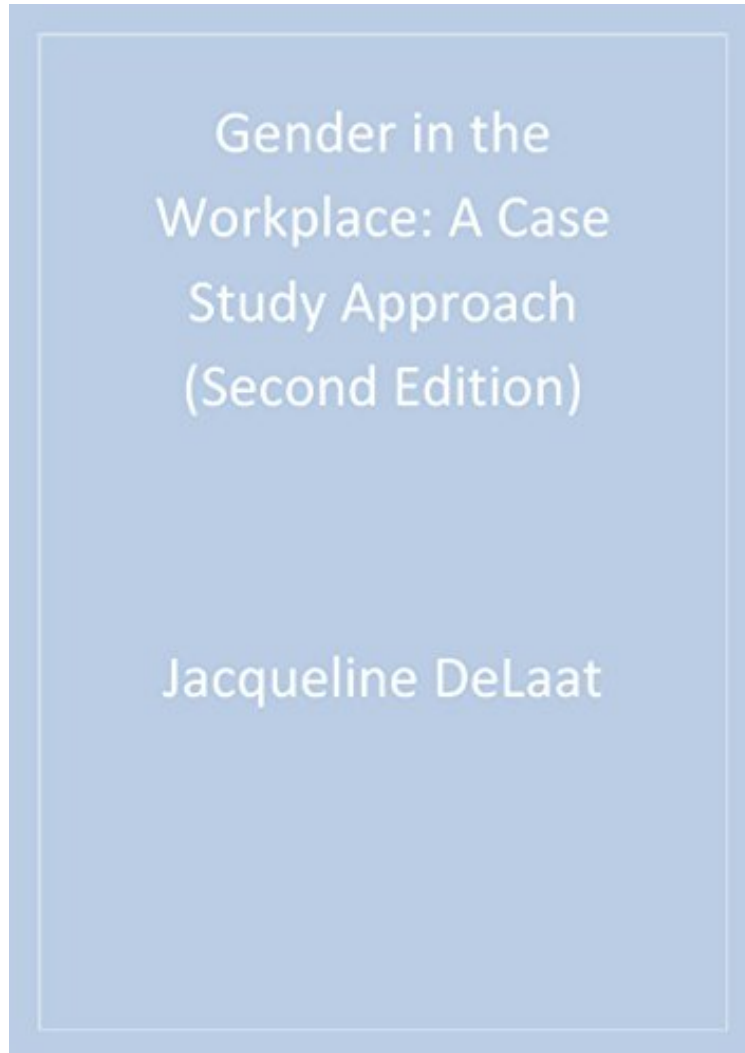 Gender in the
Workplace: A Case
Study Approach
(Second Edition)
Jacqueline DeLaat